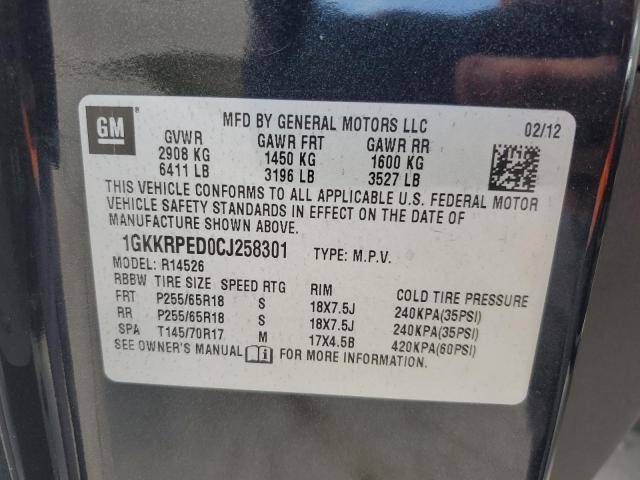 GM
MFD BY GENERAL MOTORS LLC 02/12
GVWR GAWR FRT GAWR RR
2908 KG 1450 KG 1600 KG
6411 LB 3196 LB 3527 LB
THIS VEHICLE CONFORMS TO ALL APPLICABLE U.S. FEDERAL MOTOR
VEHICLE SAFETY STANDARDS IN EFFECT ON THE DATE OF
MANUFACTURE SHOWN ABOVE.
1GKKRPED0CJ258301 TYPE: M.P.V.
MODEL: R14526
RBBW TIRE SIZE SPEED RTG RIM COLD TIRE PRESSURE
FRT P255/65R18 S 18X7.5J 240KPA(35PSI)
RR P255/65R18 S 18X7.5J 240KPA(35PSI)
SPA T145/70R17 M 17X4.5B 420KPA(60PSI)
SEE OWNER'S MANUAL i FOR MORE INFORMATION.